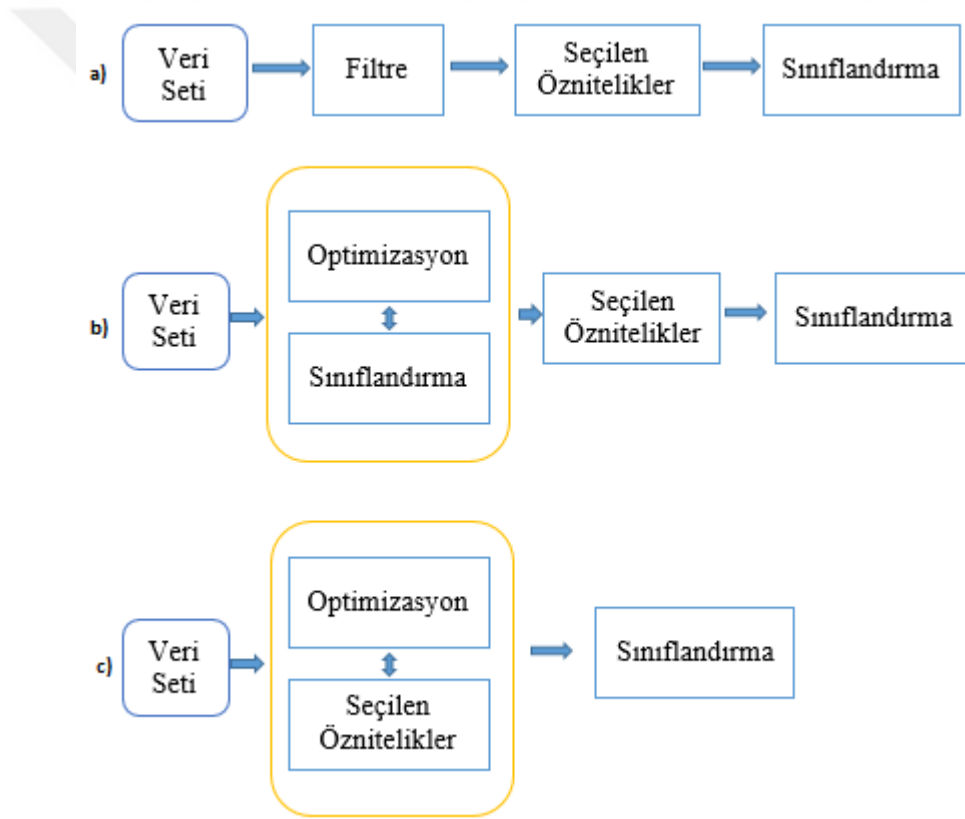 a)
Veri
Seti
Filtre
Seçilen
Öznitelikler
Sınıflandırma
b)
Veri
Seti
Optimizasyon
Sınıflandırma
Seçilen
Öznitelikler
Sınıflandırma
c)
Veri
Seti
Optimizasyon
Seçilen
Öznitelikler
Sınıflandırma